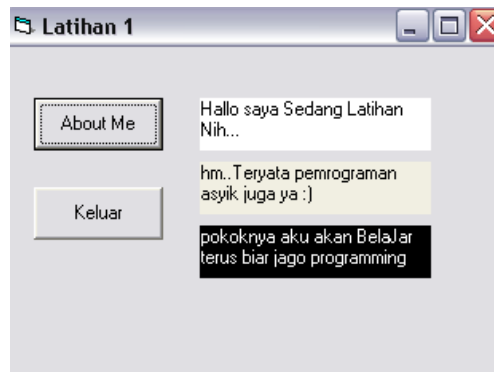 Latihan 1
About Me
Hallo saya Sedang Latihan
Nih...
hm..Teryata pemrograman
asyik juga ya :)
Keluar
pokoknya aku akan BelaJar
terus biar jago programming